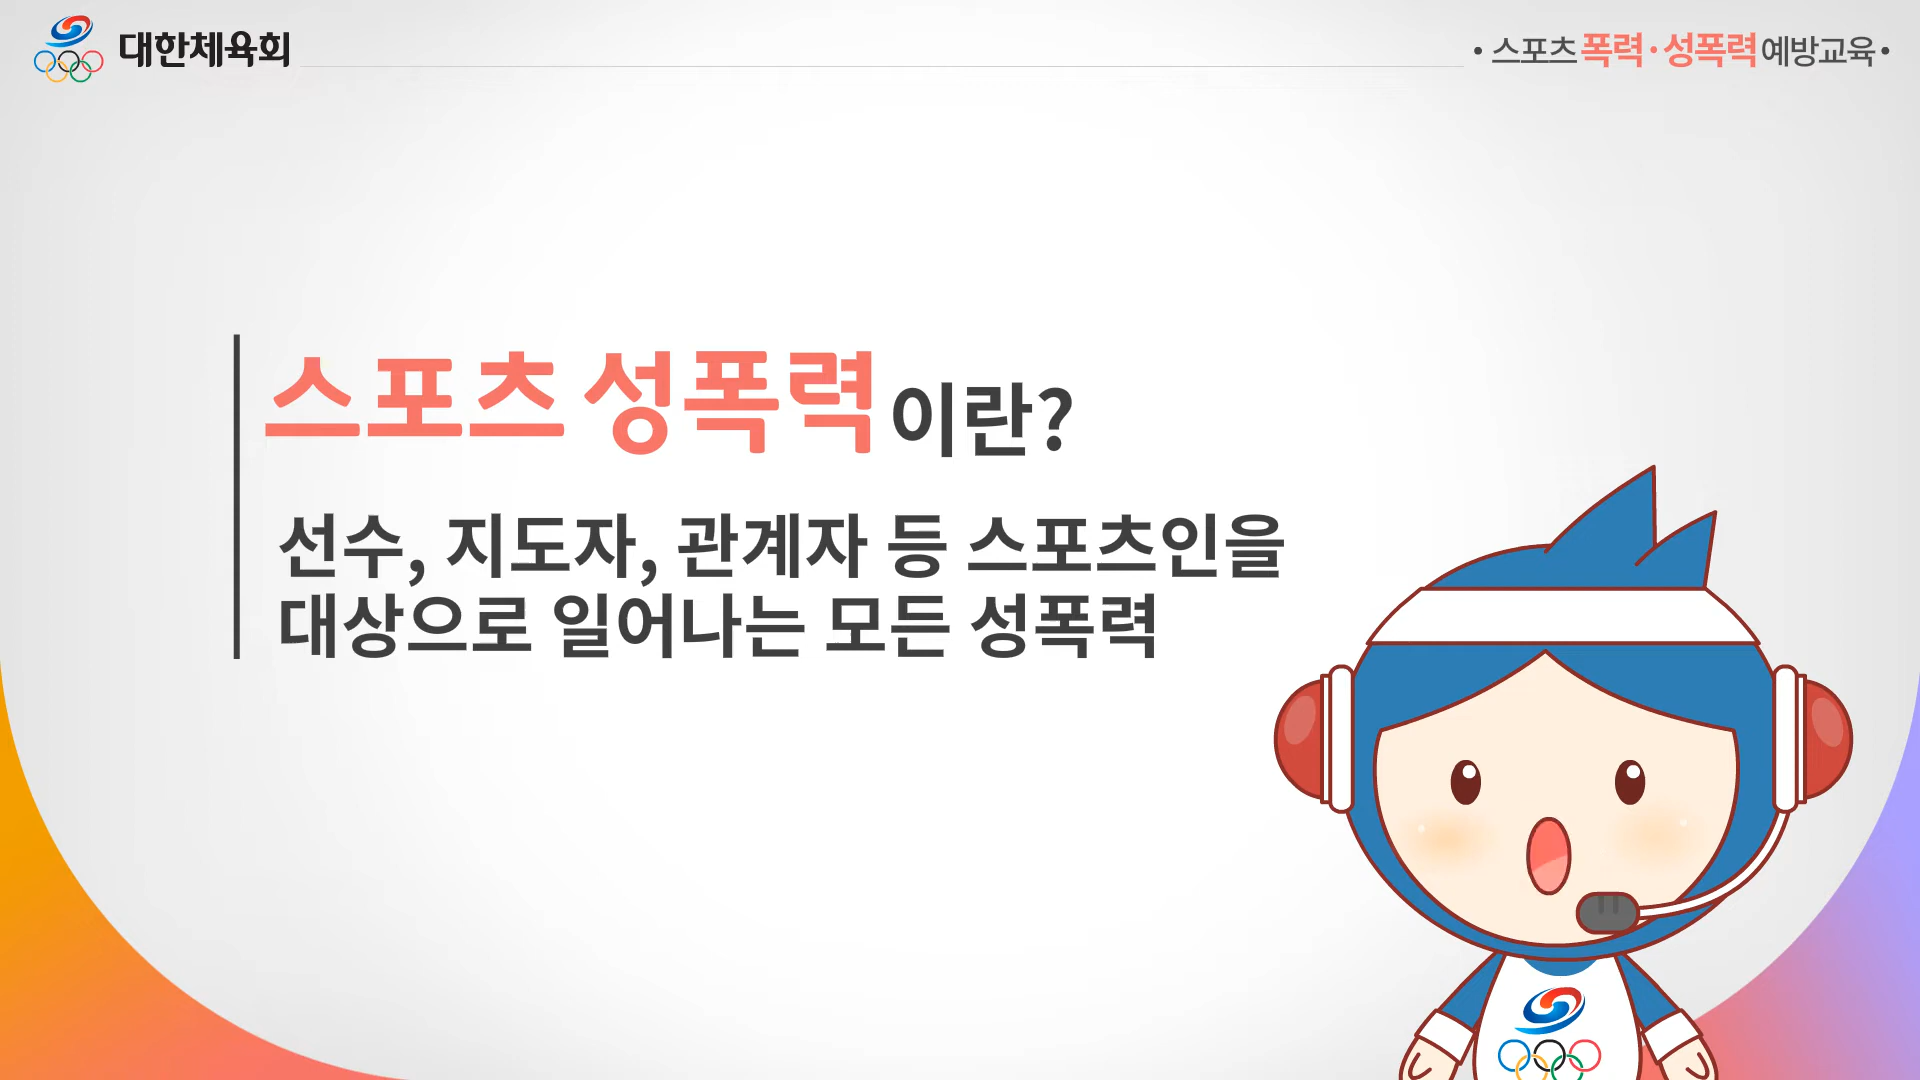 대한체육회
• 스포츠 폭력·성폭력 예방교육 •
스포츠 성폭력이란?
선수, 지도자, 관계자 등 스포츠인을
대상으로 일어나는 모든 성폭력